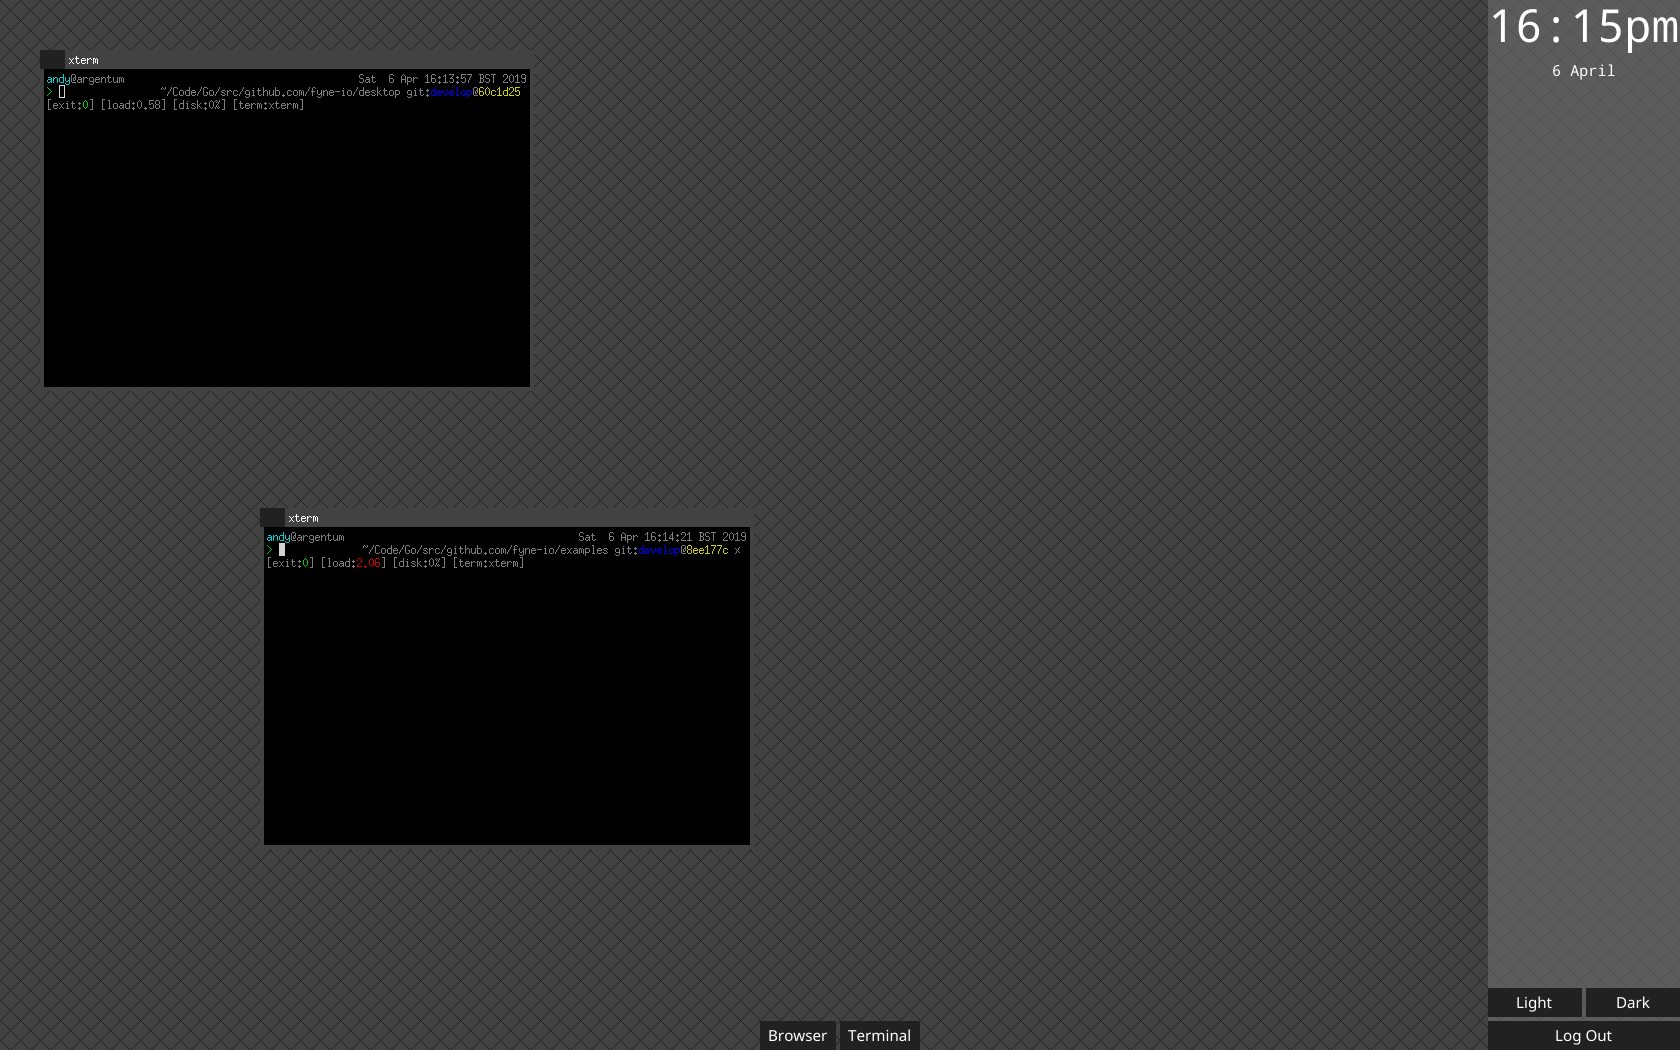 16:15pm
6 April
xterm
andy@argentum Sat 6 Apr 16:13:57 BST 2019
> ~/Code/Go/src/github.com/fyne-io/desktop git:develop@60c1d25
[exit:0] [load:0.58] [disk:0%] [term:xterm]
xterm
andy@argentum Sat 6 Apr 16:14:21 BST 2019
> ~/Code/Go/src/github.com/fyne-io/examples git:develop@8ee177c x
[exit:0] [load:2.06] [disk:0%] [term:xterm]
Light Dark
Browser Terminal Log Out